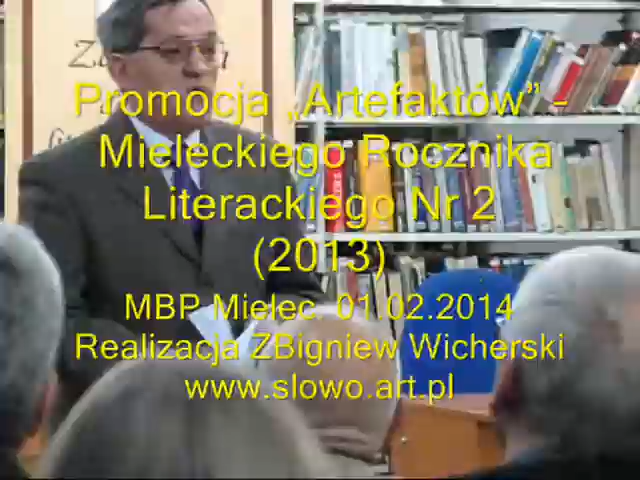 Promocja „Artefaktów” -
Mieleckiego Rocznika
Literackiego Nr 2
(2013)
MBP Mielec. 01.02.2014
Realizacja ZBigniew Wicherski
www.slowo.art.pl